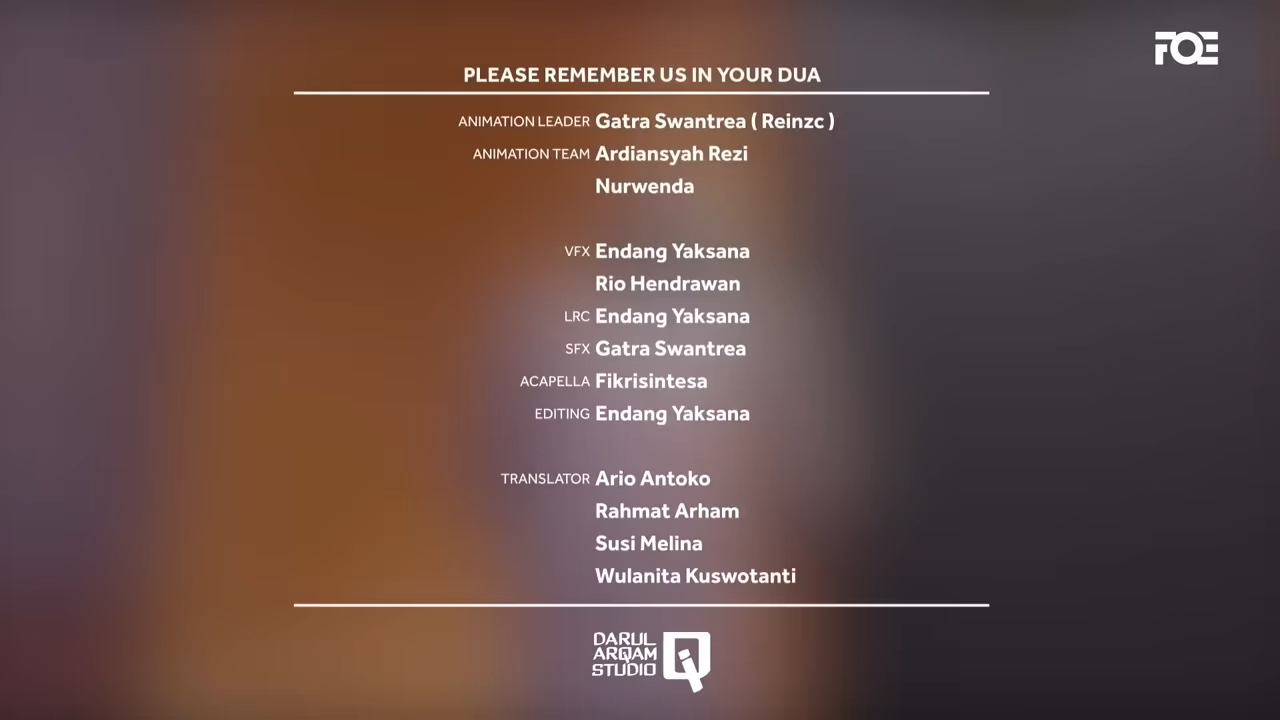 FOE
PLEASE REMEMBER US IN YOUR DUA
ANIMATION LEADER Gatra Swantrea ( Reinzc )
ANIMATION TEAM Ardiansyah Rezi
Nurwenda
VFX Endang Yaksana
Rio Hendrawan
LRC Endang Yaksana
SFX Gatra Swantrea
ACAPELLA Fikrisintesa
EDITING Endang Yaksana
TRANSLATOR Ario Antoko
Rahmat Arham
Susi Melina
Wulanita Kuswotanti
DARUL
ARQAM
STUDIO